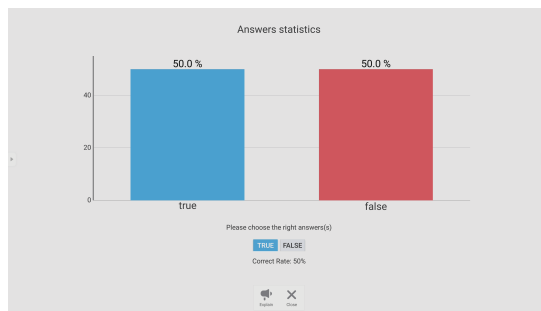 Answers statistics
50.0 % 50.0 %
40
20
0
true false
Please choose the right answers(s)
TRUE FALSE
Correct Rate: 50%
Explain Close